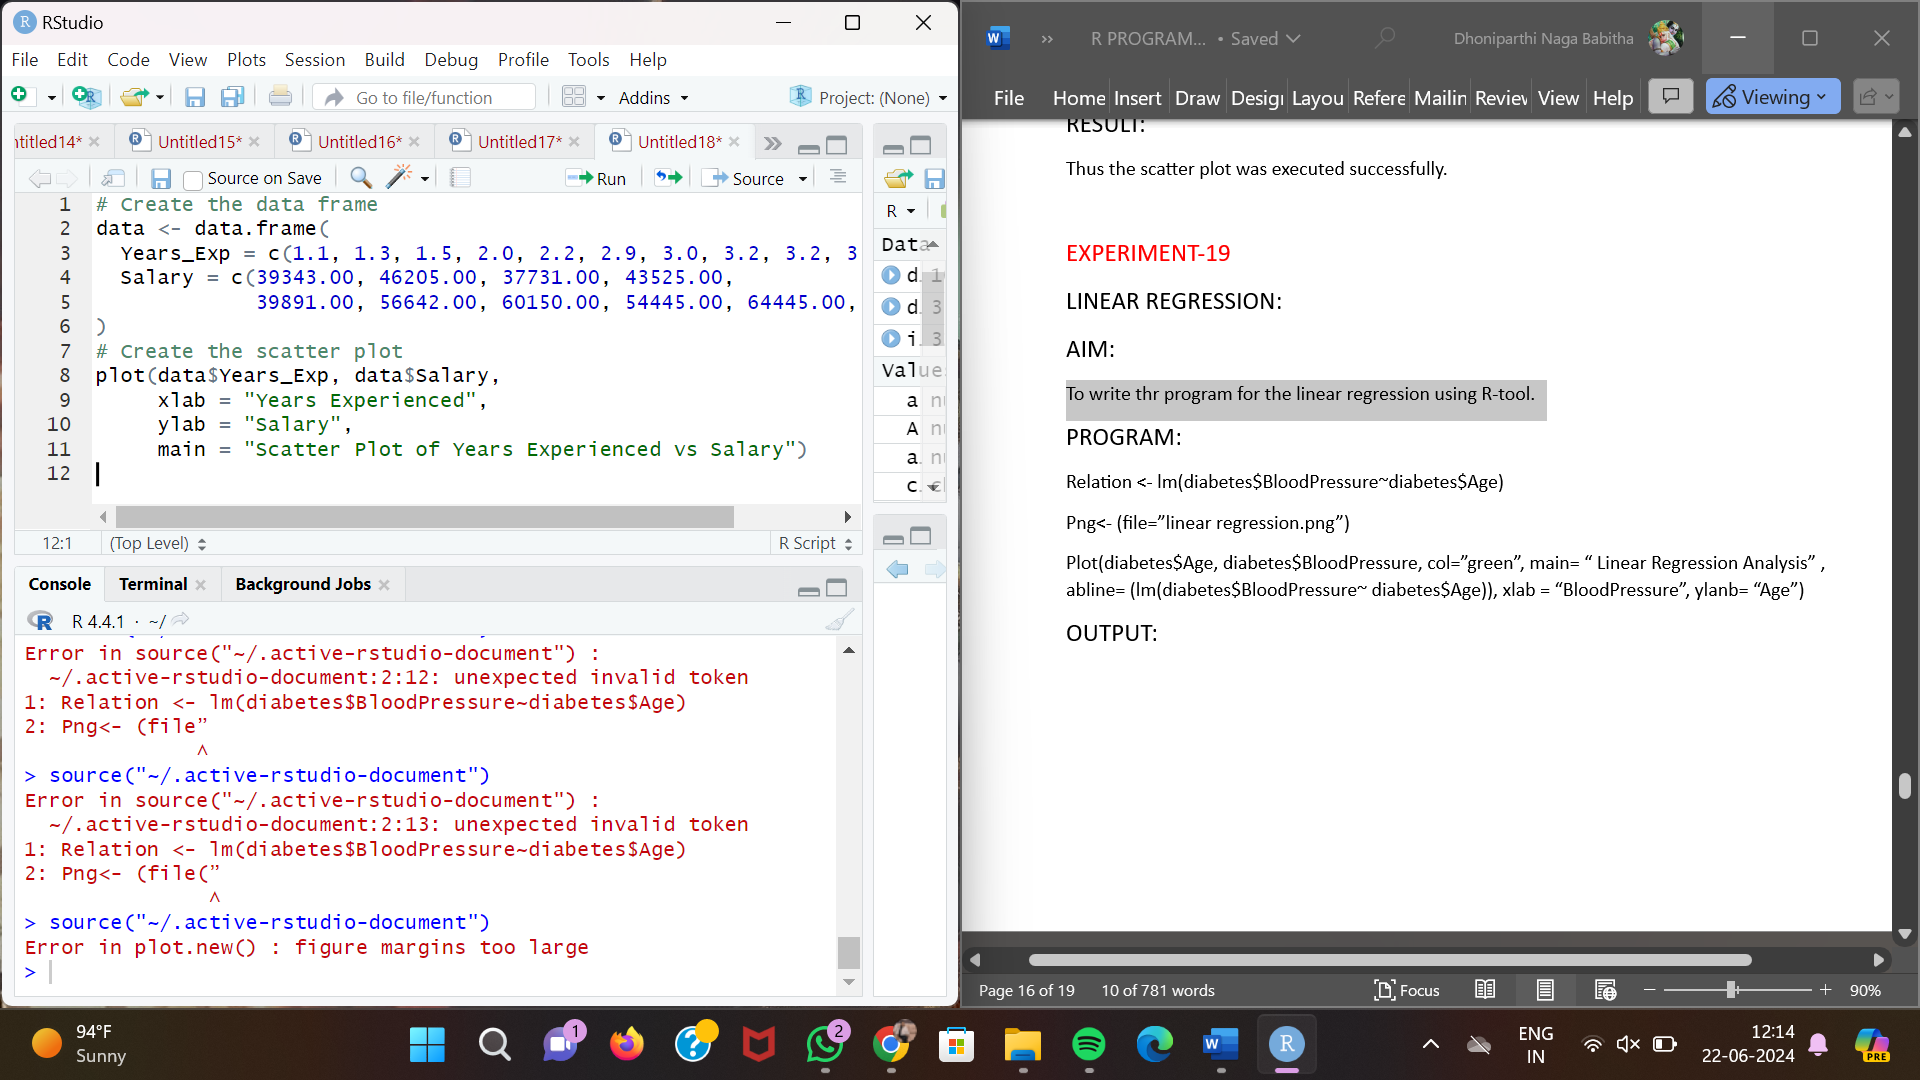 RStudio
File Edit Code View Plots Session Build Debug Profile Tools Help
Go to file/function
Addins
Project: (None)
ntitled14* Untitled15* Untitled16* Untitled17* Untitled18*
Source on Save
Run
Source
1 # Create the data frame
2 data <- data.frame(
3 Years_Exp = c(1.1, 1.3, 1.5, 2.0, 2.2, 2.9, 3.0, 3.2, 3.2, 3
4 Salary = c(39343.00, 46205.00, 37731.00, 43525.00,
5 39891.00, 56642.00, 60150.00, 54445.00, 64445.00,
6 )
7 # Create the scatter plot
8 plot(data$Years_Exp, data$Salary,
9 xlab = "Years Experienced",
10 ylab = "Salary",
11 main = "Scatter Plot of Years Experienced vs Salary")
12
12:1 (Top Level) R Script
R
Data
d. 1
d. 3
i. 3
Value
a nu
A nu
a. nu
c.
Console Terminal Background Jobs
R 4.4.1 · ~/
Error in source("~/.active-rstudio-document") :
~/.active-rstudio-document:2:12: unexpected invalid token
1: Relation <- lm(diabetes$BloodPressure~diabetes$Age)
2: Png<- (file”
^
> source("~/.active-rstudio-document")
Error in source("~/.active-rstudio-document") :
~/.active-rstudio-document:2:13: unexpected invalid token
1: Relation <- lm(diabetes$BloodPressure~diabetes$Age)
2: Png<- (file(”
^
> source("~/.active-rstudio-document")
Error in plot.new() : figure margins too large
>
R PROGRAM... • Saved
Dhoniparthi Naga Babitha
File Home Insert Draw Desig Layou Refere Mailin Review View Help
Viewing
RESULT:
Thus the scatter plot was executed successfully.
EXPERIMENT-19
LINEAR REGRESSION:
AIM:
To write thr program for the linear regression using R-tool.
PROGRAM:
Relation <- lm(diabetes$BloodPressure~diabetes$Age)
Png<- (file=”linear regression.png”)
Plot(diabetes$Age, diabetes$BloodPressure, col=”green”, main= “ Linear Regression Analysis” ,
abline= (lm(diabetes$BloodPressure~ diabetes$Age)), xlab = “BloodPressure”, ylanb= “Age”)
OUTPUT:
Page 16 of 19 10 of 781 words
Focus
90%
94°F
Sunny
1
2
PRE
ENG
IN
12:14
22-06-2024